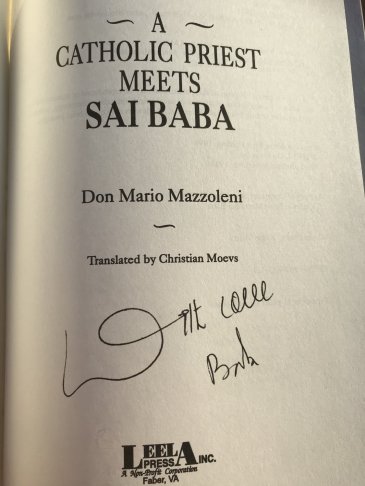 A
CATHOLIC PRIEST
MEETS
SAI BABA
Don Mario Mazzoleni
Translated by Christian Moevs
With Love
Baba
LEELA
PRESS INC.
A Non-Profit Corporation
Faber, VA